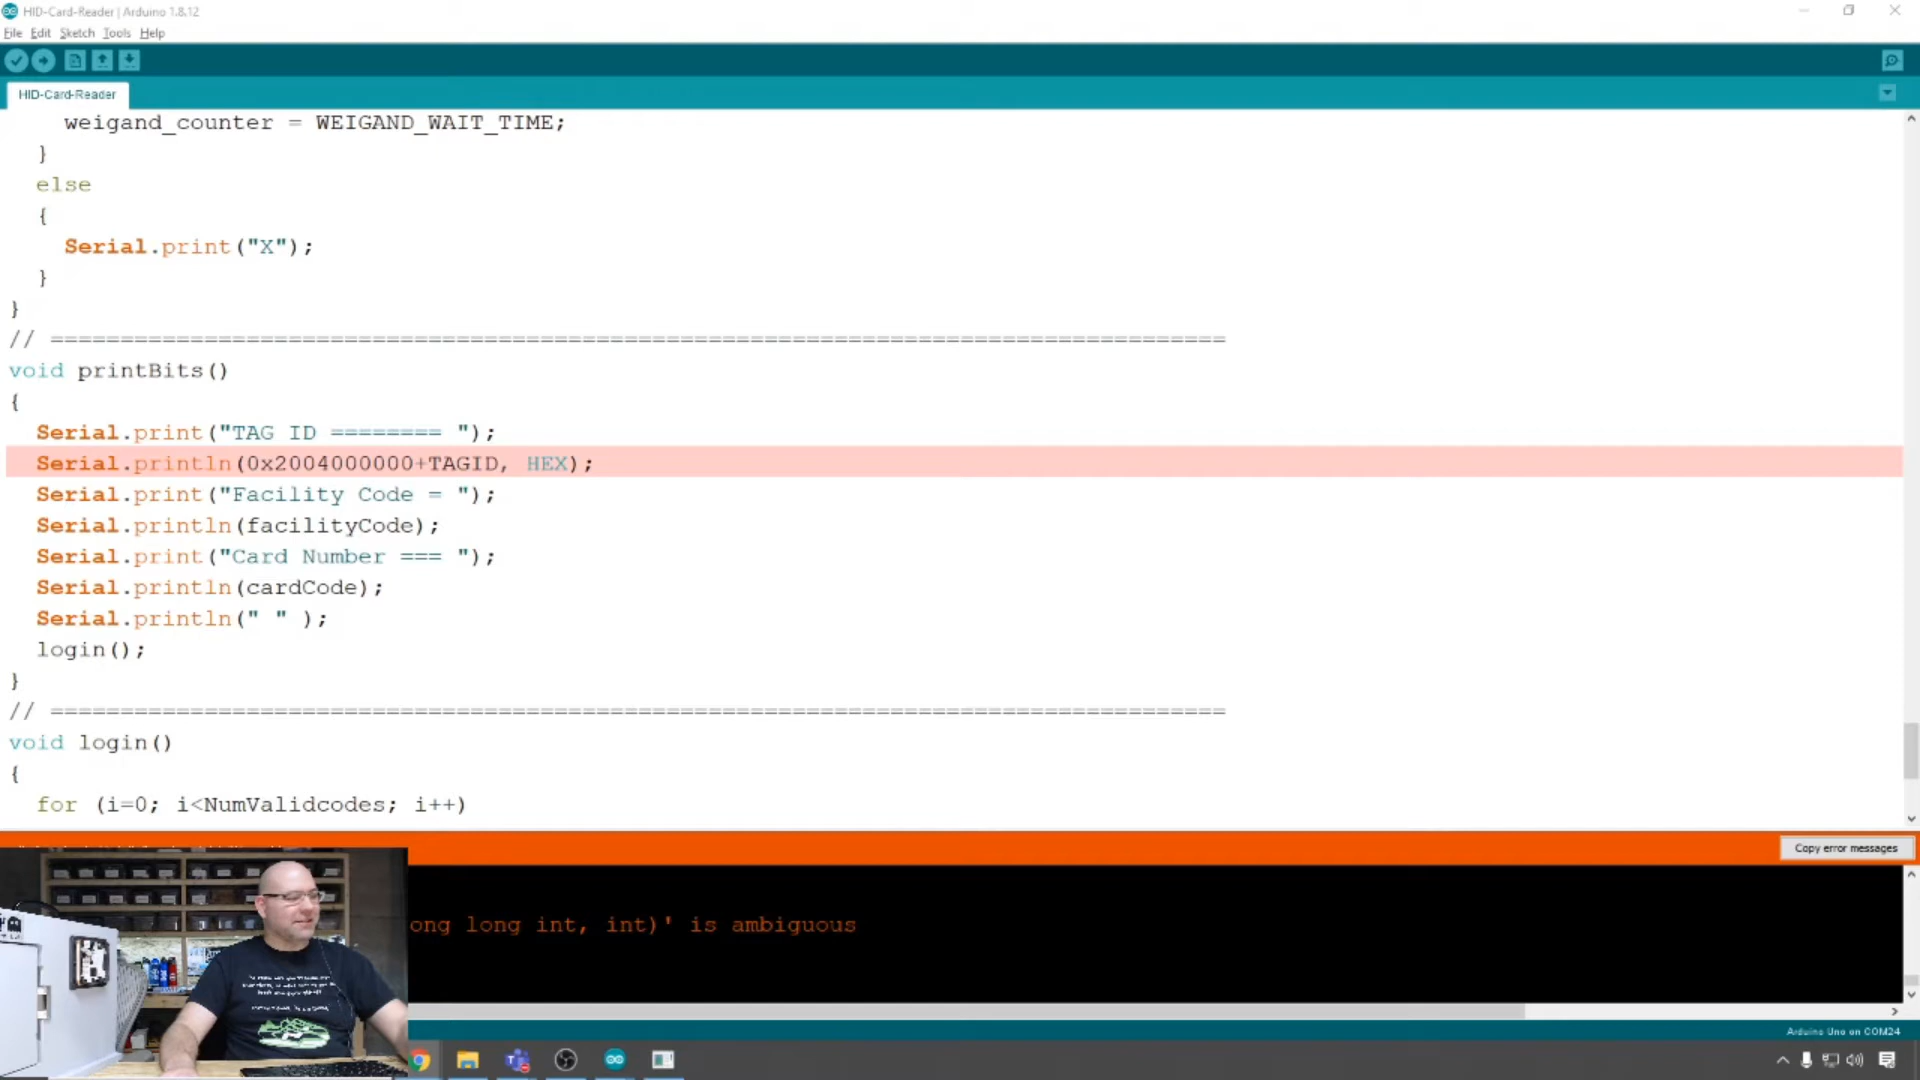 HID-Card-Reader | Arduino 1.8.12
File Edit Sketch Tools Help
HID-Card-Reader
weigand_counter = WEIGAND_WAIT_TIME;
}
else
{
Serial.print("X");
}
}
// =====================================================================================
void printBits()
{
Serial.print("TAG ID ======== ");
Serial.println(0x2004000000+TAGID, HEX);
Serial.print("Facility Code = ");
Serial.println(facilityCode);
Serial.print("Card Number === ");
Serial.println(cardCode);
Serial.println(" " );
login();
}
// =====================================================================================
void login()
{
for (i=0; i<NumValidcodes; i++)
Copy error messages
ong long int, int)' is ambiguous
Arduino Uno on COM24